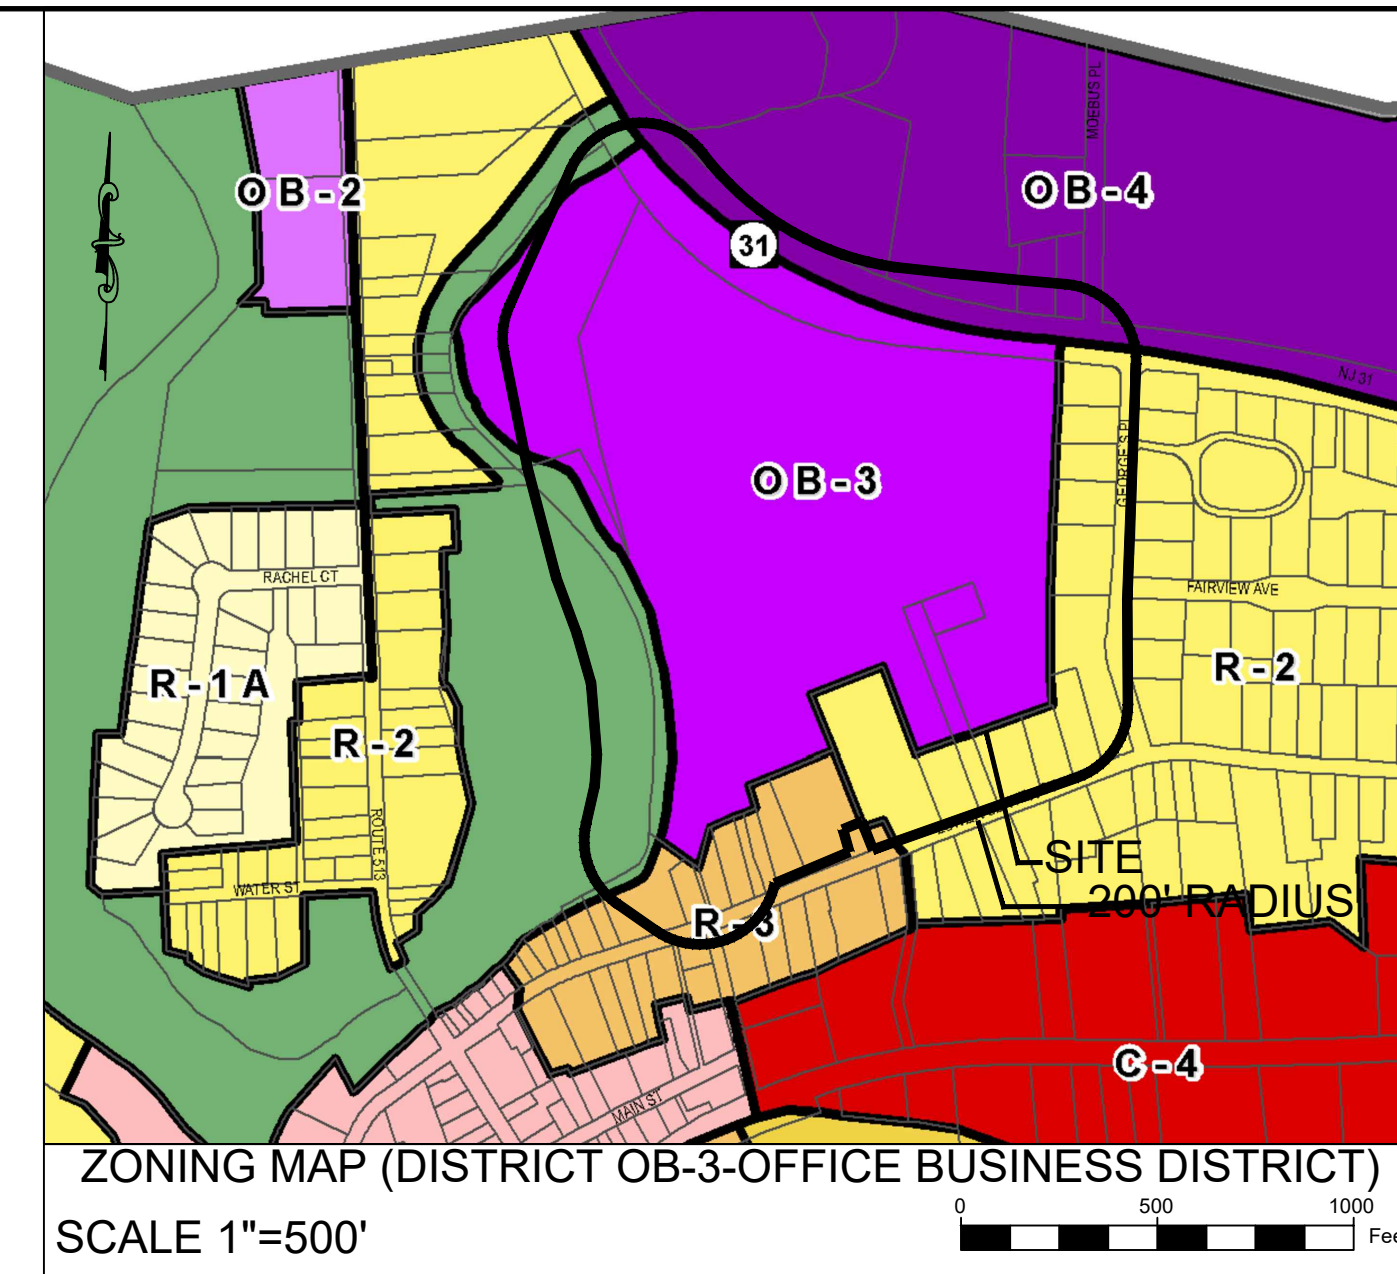 MOEBUS PL
OB-2
OB-4
31
NJ 31
OB-3
GEORGE'S PL
RACHEL CT
FAIRVIEW AVE
R-1A
R-2
R-2
ROUTE 513
SITE
WATER ST
200' RADIUS
R-3
C-4
MAIN ST
ZONING MAP (DISTRICT OB-3-OFFICE BUSINESS DISTRICT)
SCALE 1"=500'
0 500 1000
Fee